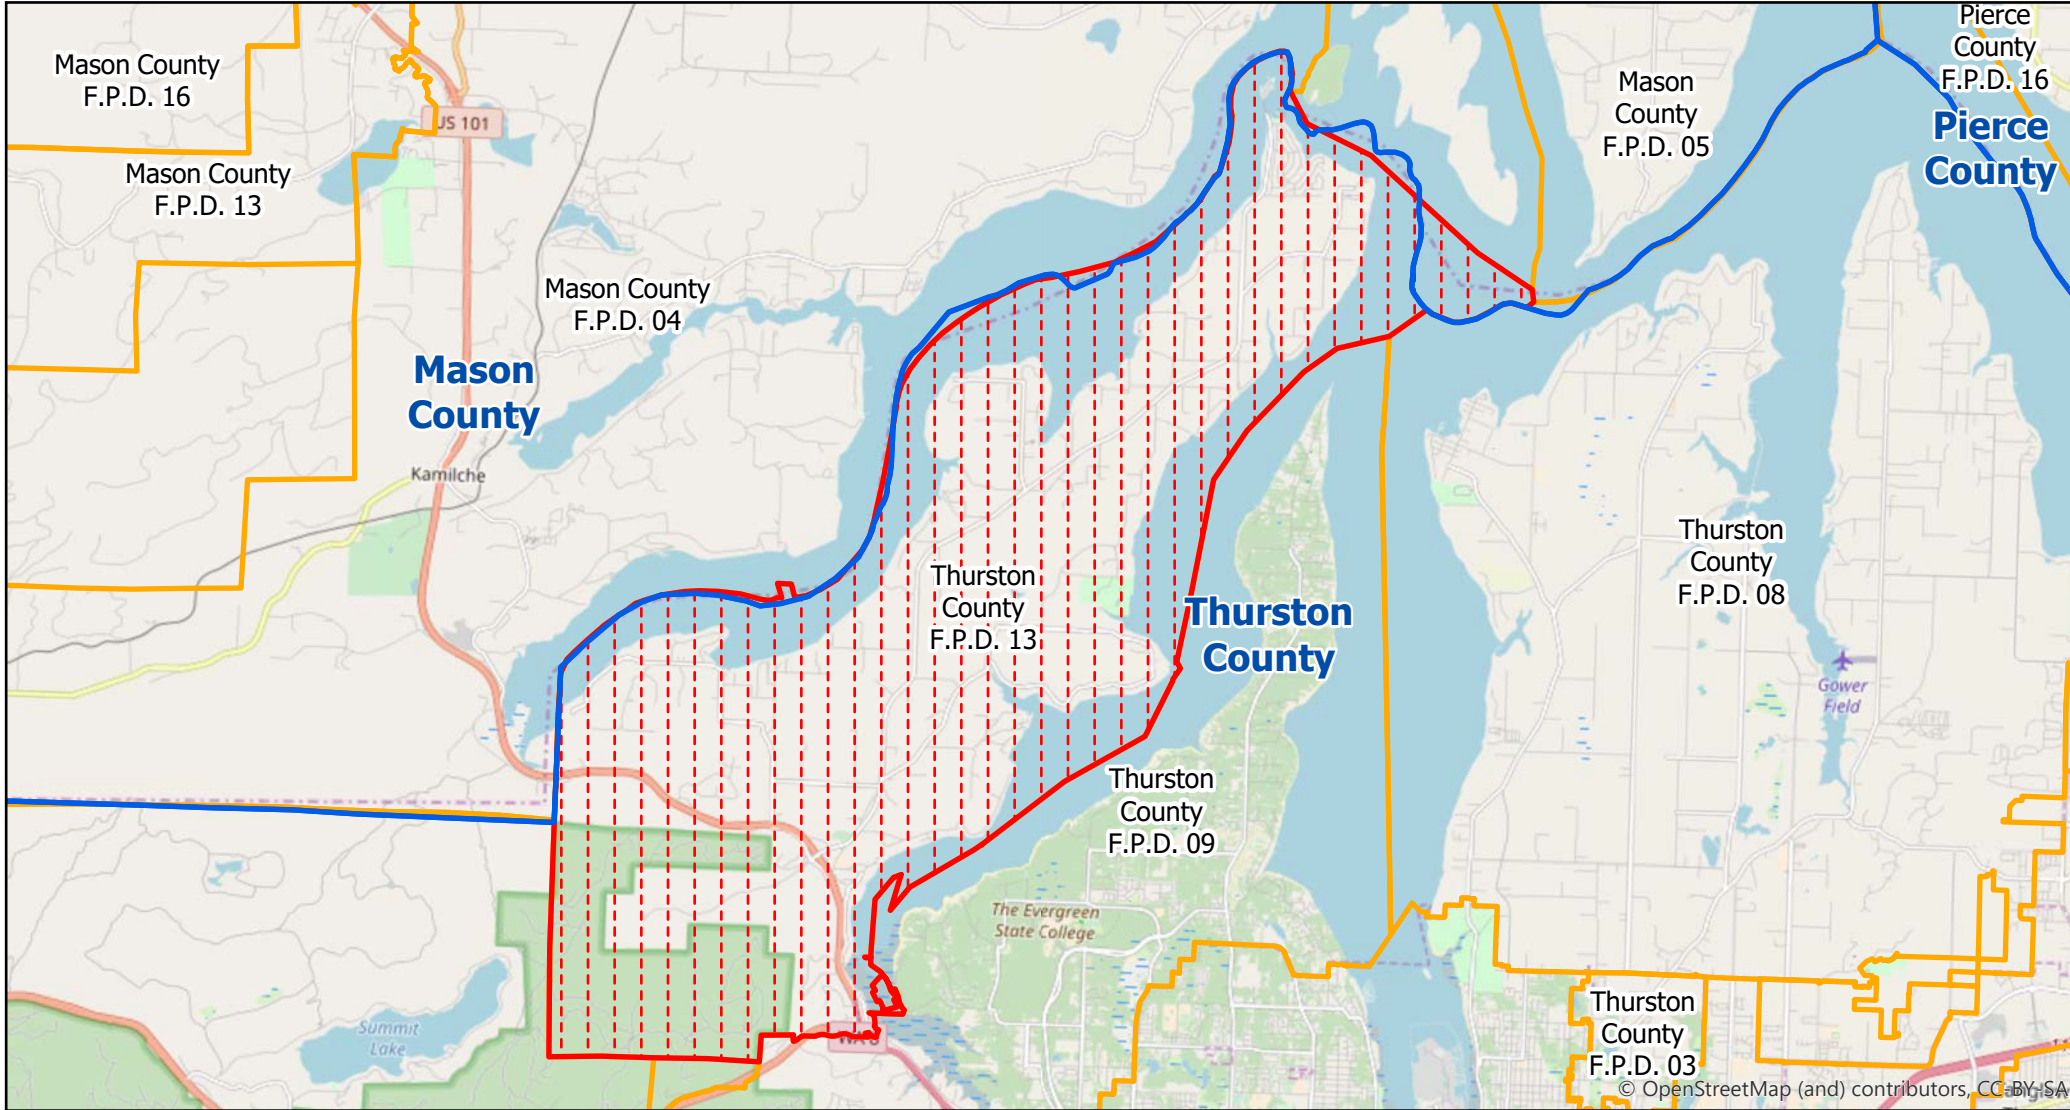 Mason County
F.P.D. 16
US 101
Mason County
F.P.D. 13
Mason
County
F.P.D. 05
Pierce
County
F.P.D. 16
Pierce
County
Mason County
F.P.D. 04
Mason
County
Kamilche
Thurston
County
F.P.D. 13
Thurston
County
Thurston
County
F.P.D. 08
Gower
Field
Thurston
County
F.P.D. 09
The Evergreen
State College
Summit
Lake
Thurston
County
F.P.D. 03
© OpenStreetMap (and) contributors, CC-BY-SA